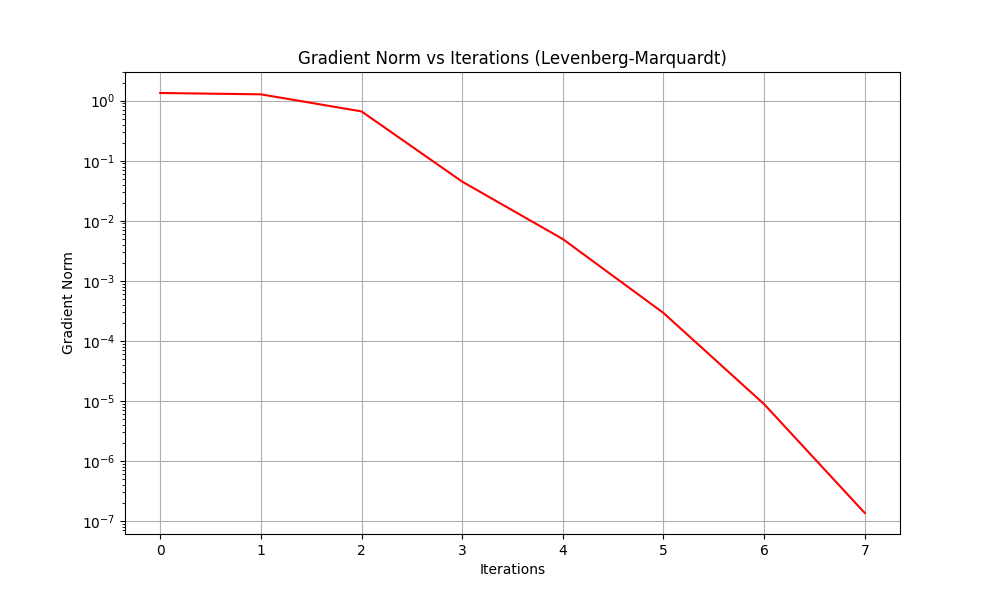 Gradient Norm vs Iterations (Levenberg-Marquardt)
Gradient Norm
10⁰
10⁻¹
10⁻²
10⁻³
10⁻⁴
10⁻⁵
10⁻⁶
10⁻⁷
0 1 2 3 4 5 6 7
Iterations